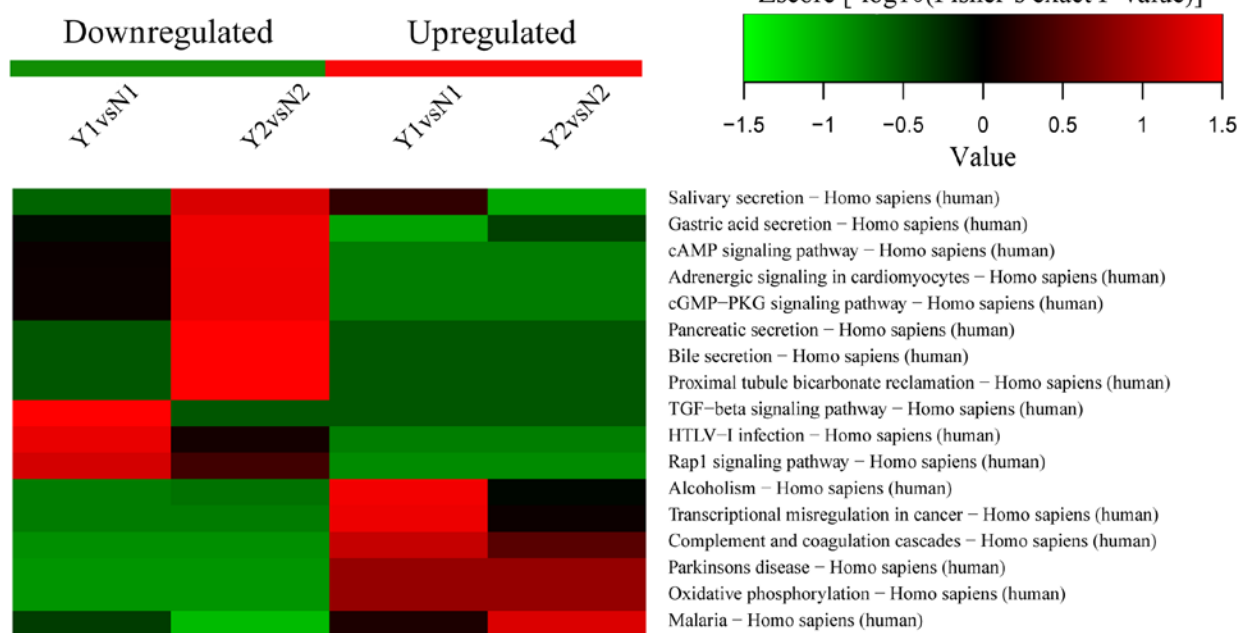 Zscore [-log10(Fisher's exact P value)]
Downregulated Upregulated
Y1vsN1 Y2vsN2 Y1vsN1 Y2vsN2
−1.5 −1 −0.5 0 0.5 1 1.5
Value
Salivary secretion − Homo sapiens (human)
Gastric acid secretion − Homo sapiens (human)
cAMP signaling pathway − Homo sapiens (human)
Adrenergic signaling in cardiomyocytes − Homo sapiens (human)
cGMP−PKG signaling pathway − Homo sapiens (human)
Pancreatic secretion − Homo sapiens (human)
Bile secretion − Homo sapiens (human)
Proximal tubule bicarbonate reclamation − Homo sapiens (human)
TGF−beta signaling pathway − Homo sapiens (human)
HTLV−I infection − Homo sapiens (human)
Rap1 signaling pathway − Homo sapiens (human)
Alcoholism − Homo sapiens (human)
Transcriptional misregulation in cancer − Homo sapiens (human)
Complement and coagulation cascades − Homo sapiens (human)
Parkinsons disease − Homo sapiens (human)
Oxidative phosphorylation − Homo sapiens (human)
Malaria − Homo sapiens (human)